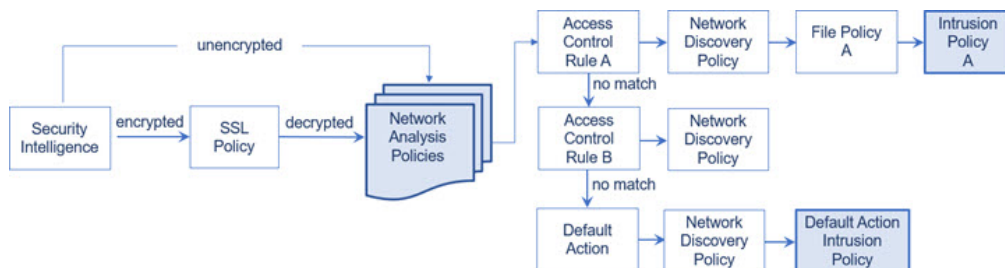 unencrypted
Security
Intelligence
encrypted
SSL
Policy
decrypted
Network
Analysis
Policies
Access
Control
Rule A
Network
Discovery
Policy
File Policy
A
Intrusion
Policy
A
no match
Access
Control
Rule B
Network
Discovery
Policy
no match
Default
Action
Network
Discovery
Policy
Default Action
Intrusion
Policy